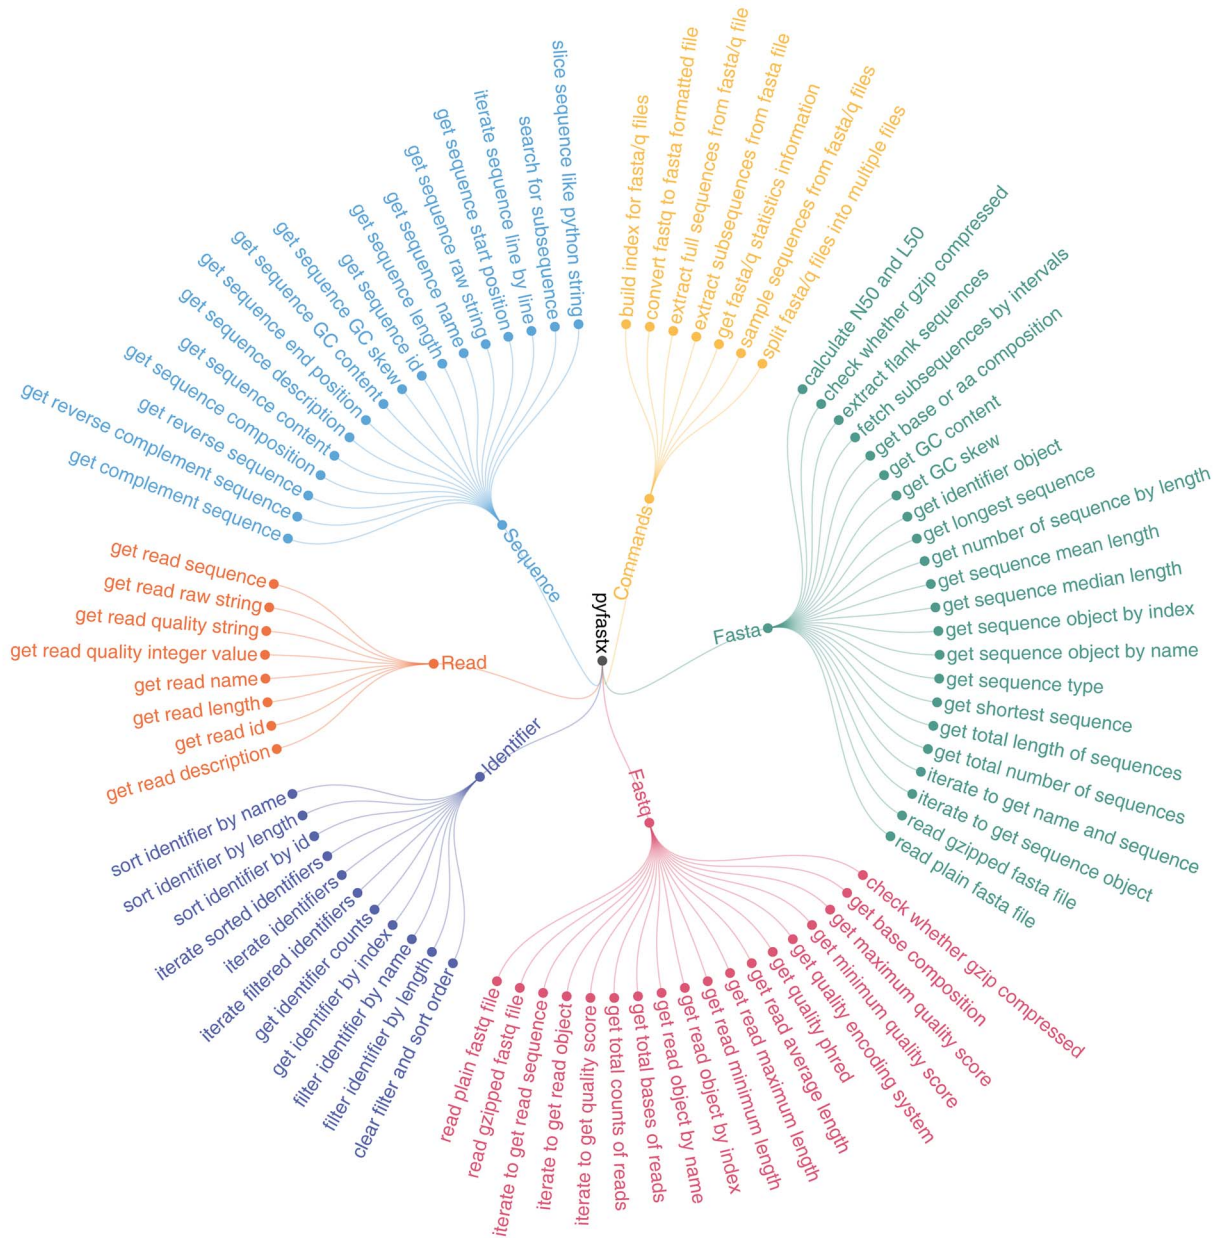 pyfastx
Commands
build index for fasta/q files
convert fastq to fasta formatted file
extract full sequences from fasta/q file
extract subsequences from fasta file
get fasta/q statistics information
sample sequences from fasta/q files
split fasta/q files into multiple files
Fasta
calculate N50 and L50
check whether gzip compressed
extract flank sequences
fetch subsequences by intervals
get base or aa composition
get GC content
get GC skew
get identifier object
get longest sequence
get number of sequence by length
get sequence mean length
get sequence median length
get sequence object by index
get sequence object by name
get sequence type
get shortest sequence
get total length of sequences
get total number of sequences
iterate to get name and sequence
iterate to get sequence object
read gzipped fasta file
read plain fasta file
Fastq
check whether gzip compressed
get base composition
get maximum quality score
get minimum quality score
get quality encoding system
get quality phred
get read average length
get read maximum length
get read minimum length
get read object by index
get read object by name
get total bases of reads
get total counts of reads
iterate to get quality score
iterate to get read object
iterate to get read sequence
read gzipped fastq file
read plain fastq file
Identifier
clear filter and sort order
filter identifier by length
filter identifier by name
get identifier by index
get identifier counts
iterate filtered identifiers
iterate identifiers
iterate sorted identifiers
sort identifier by id
sort identifier by length
sort identifier by name
Read
get read description
get read id
get read length
get read name
get read quality integer value
get read quality string
get read raw string
get read sequence
Sequence
get complement sequence
get reverse complement sequence
get reverse sequence
get sequence composition
get sequence content
get sequence description
get sequence end position
get sequence GC content
get sequence GC skew
get sequence id
get sequence length
get sequence name
get sequence raw string
get sequence start position
iterate sequence line by line
search for subsequence
slice sequence like python string